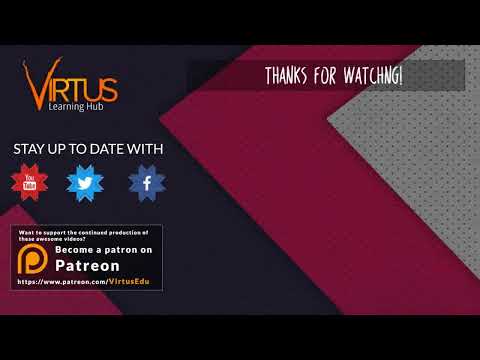 VIRTUS
Learning Hub
THANKS FOR WATCHNG!
STAY UP TO DATE WITH
You
Tube
Want to support the continued production of
these awesome videos?
Become a patron on
Patreon
https://www.patreon.com/VirtusEdu